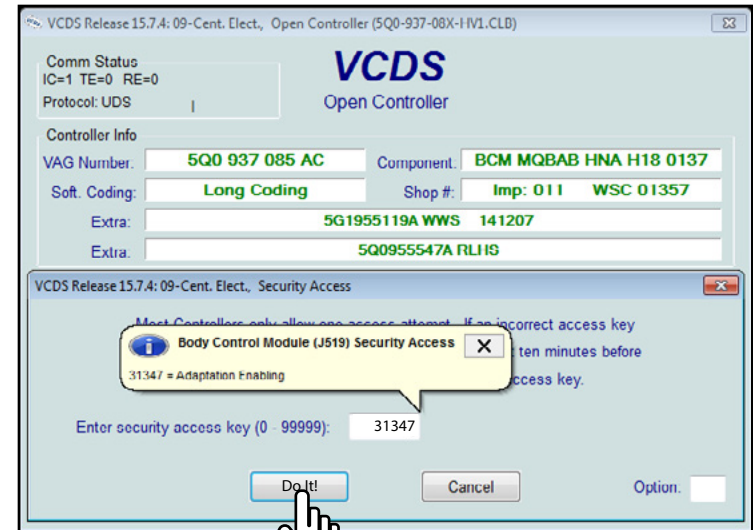 VCDS Release 15.7.4: 09-Cent. Elect., Open Controller (5Q0-937-08X-HV1.CLB)
Comm Status
IC=1 TE=0 RE=0
Protocol: UDS |
VCDS
Open Controller
Controller Info
VAG Number: 5Q0 937 085 AC Component: BCM MQBAB HNA H18 0137
Soft. Coding: Long Coding Shop #: Imp: 011 WSC 01357
Extra: 5G1955119A WWS 141207
Extra: 5Q0955547A RLHS
VCDS Release 15.7.4: 09-Cent. Elect., Security Access
Most Controllers only allow one access attempt. If an incorrect access key
Body Control Module (J519) Security Access X
ten minutes before
31347 = Adaptation Enabling
access key.
Enter security access key (0 - 99999): 31347
Do It! Cancel Option: